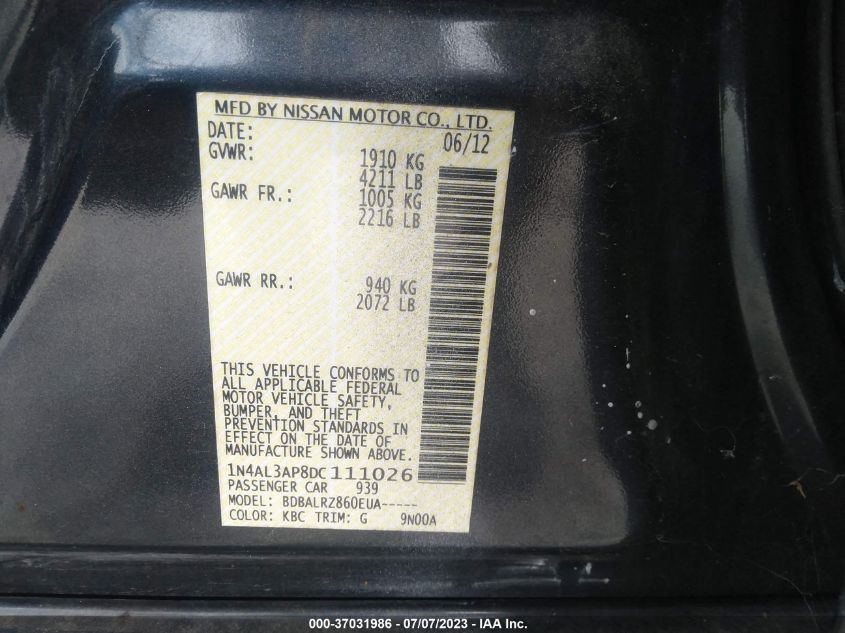 MFD BY NISSAN MOTOR CO., LTD.
DATE: 06/12
GVWR: 1910 KG
4211 LB
GAWR FR.: 1005 KG
2216 LB
GAWR RR.: 940 KG
2072 LB
THIS VEHICLE CONFORMS TO
ALL APPLICABLE FEDERAL
MOTOR VEHICLE SAFETY,
BUMPER, AND THEFT
PREVENTION STANDARDS IN
EFFECT ON THE DATE OF
MANUFACTURE SHOWN ABOVE.
1N4AL3AP8DC111026
PASSENGER CAR 939
MODEL: BDBALRZ860EUA-----
COLOR: KBC TRIM: G 9N00A
000-37031986 - 07/07/2023 - IAA Inc.